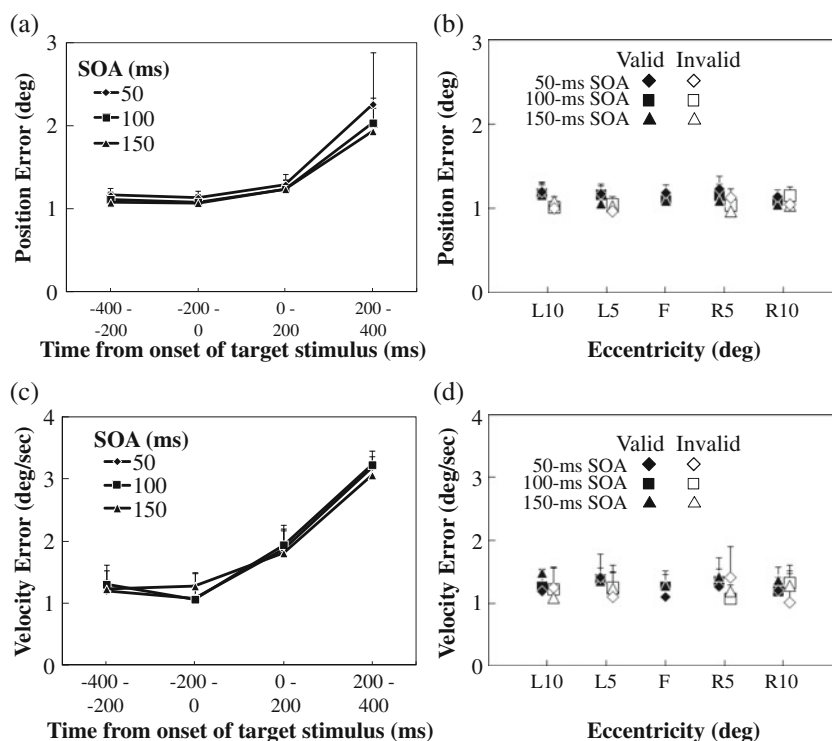 (a)
3
2
1
0
Position Error (deg)
SOA (ms)
50
100
150
-400 - -200
-200 - 0
0 - 200
200 - 400
Time from onset of target stimulus (ms)
(b)
3
2
1
0
Position Error (deg)
Valid Invalid
50-ms SOA
100-ms SOA
150-ms SOA
L10 L5 F R5 R10
Eccentricity (deg)
(c)
4
3
2
1
0
Velocity Error (deg/sec)
SOA (ms)
50
100
150
-400 - -200
-200 - 0
0 - 200
200 - 400
Time from onset of target stimulus (ms)
(d)
4
3
2
1
0
Velocity Error (deg/sec)
Valid Invalid
50-ms SOA
100-ms SOA
150-ms SOA
L10 L5 F R5 R10
Eccentricity (deg)